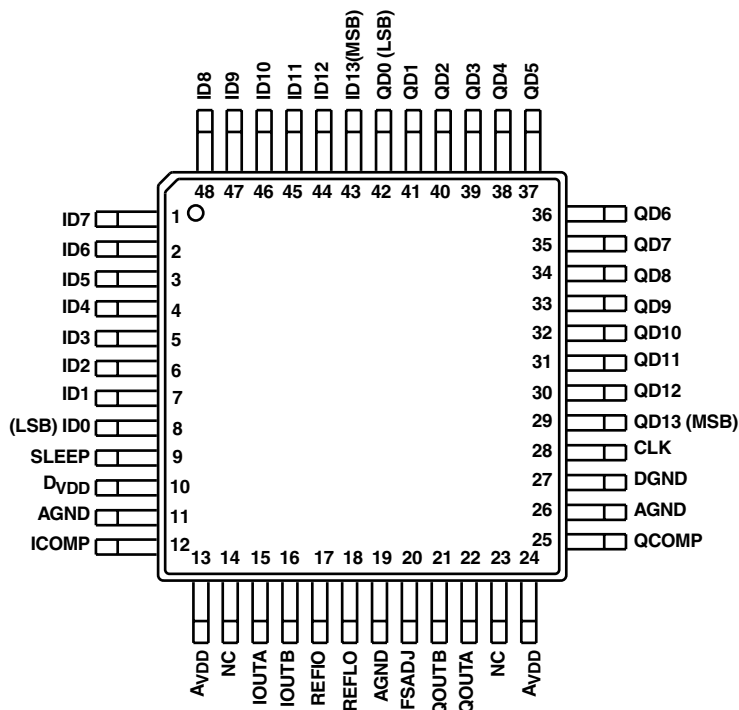 ID8
ID9
ID10
ID11
ID12
ID13(MSB)
QD0 (LSB)
QD1
QD2
QD3
QD4
QD5
48 47 46 45 44 43 42 41 40 39 38 37
ID7 1
ID6 2
ID5 3
ID4 4
ID3 5
ID2 6
ID1 7
(LSB) ID0 8
SLEEP 9
DVDD 10
AGND 11
ICOMP 12
36 QD6
35 QD7
34 QD8
33 QD9
32 QD10
31 QD11
30 QD12
29 QD13 (MSB)
28 CLK
27 DGND
26 AGND
25 QCOMP
13 14 15 16 17 18 19 20 21 22 23 24
AVDD
NC
IOUTA
IOUTB
REFIO
REFLO
AGND
FSADJ
QOUTB
QOUTA
NC
AVDD